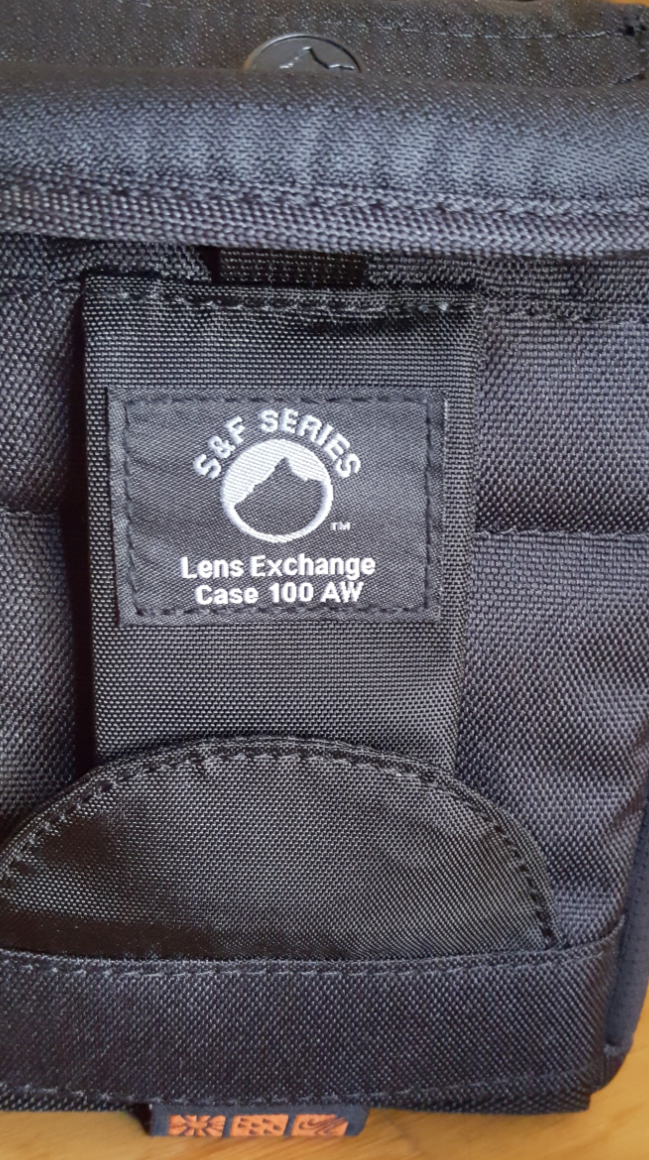 S&F SERIES
TM
Lens Exchange
Case 100 AW